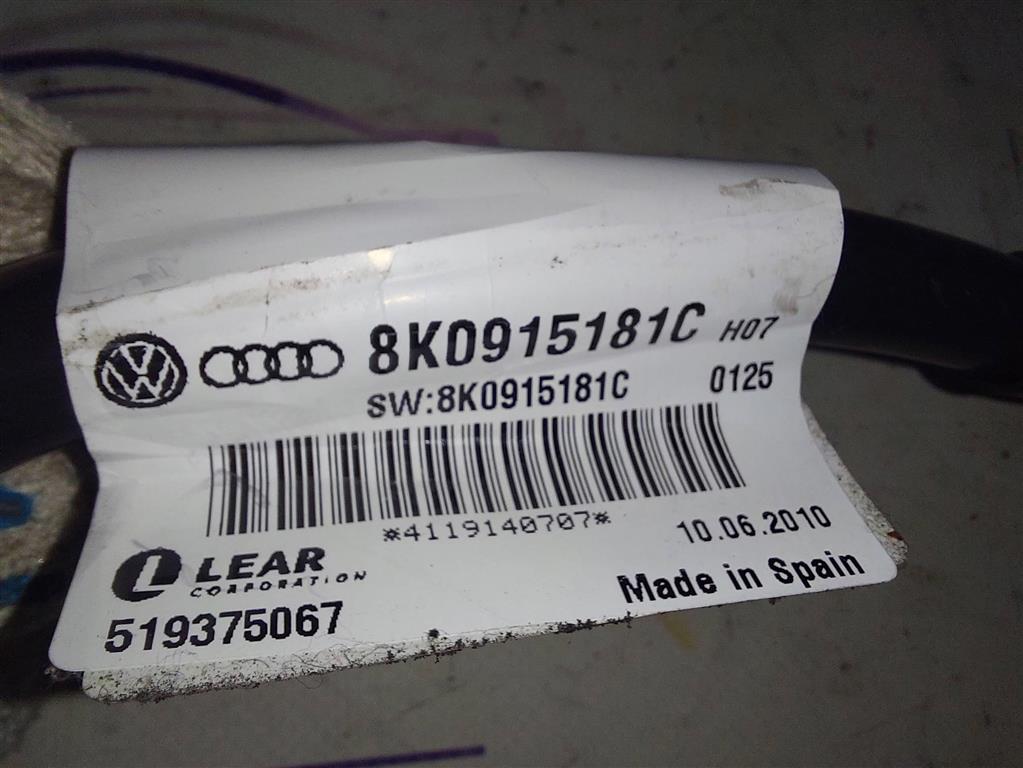 8K0915181C H07
SW:8K0915181C 0125
*4119140707*
10.06.2010
LEAR
CORPORATION
Made in Spain
519375067